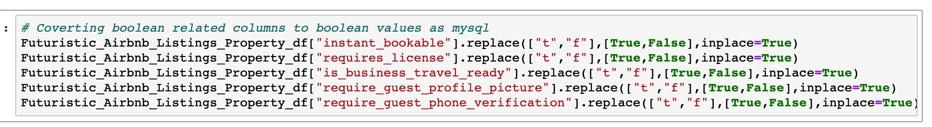 : # Coverting boolean related columns to boolean values as mysql
Futuristic_Airbnb_Listings_Property_df["instant_bookable"].replace(["t","f"],[True,False],inplace=True)
Futuristic_Airbnb_Listings_Property_df["requires_license"].replace(["t","f"],[True,False],inplace=True)
Futuristic_Airbnb_Listings_Property_df["is_business_travel_ready"].replace(["t","f"],[True,False],inplace=True)
Futuristic_Airbnb_Listings_Property_df["require_guest_profile_picture"].replace(["t","f"],[True,False],inplace=True)
Futuristic_Airbnb_Listings_Property_df["require_guest_phone_verification"].replace(["t","f"],[True,False],inplace=True)